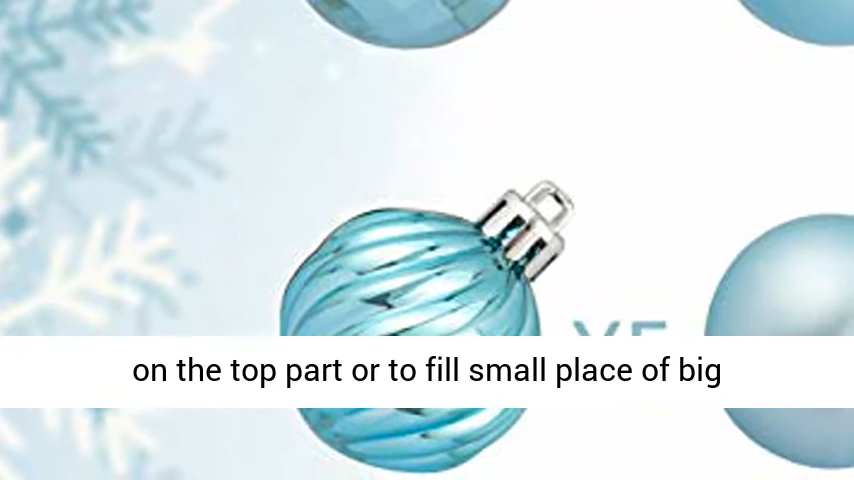 on the top part or to fill small place of big